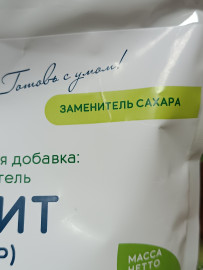 Готовь с умом!
ЗАМЕНИТЕЛЬ САХАРА
я добавка:
тель
ИТ
Р)
МАССА
НЕТТО